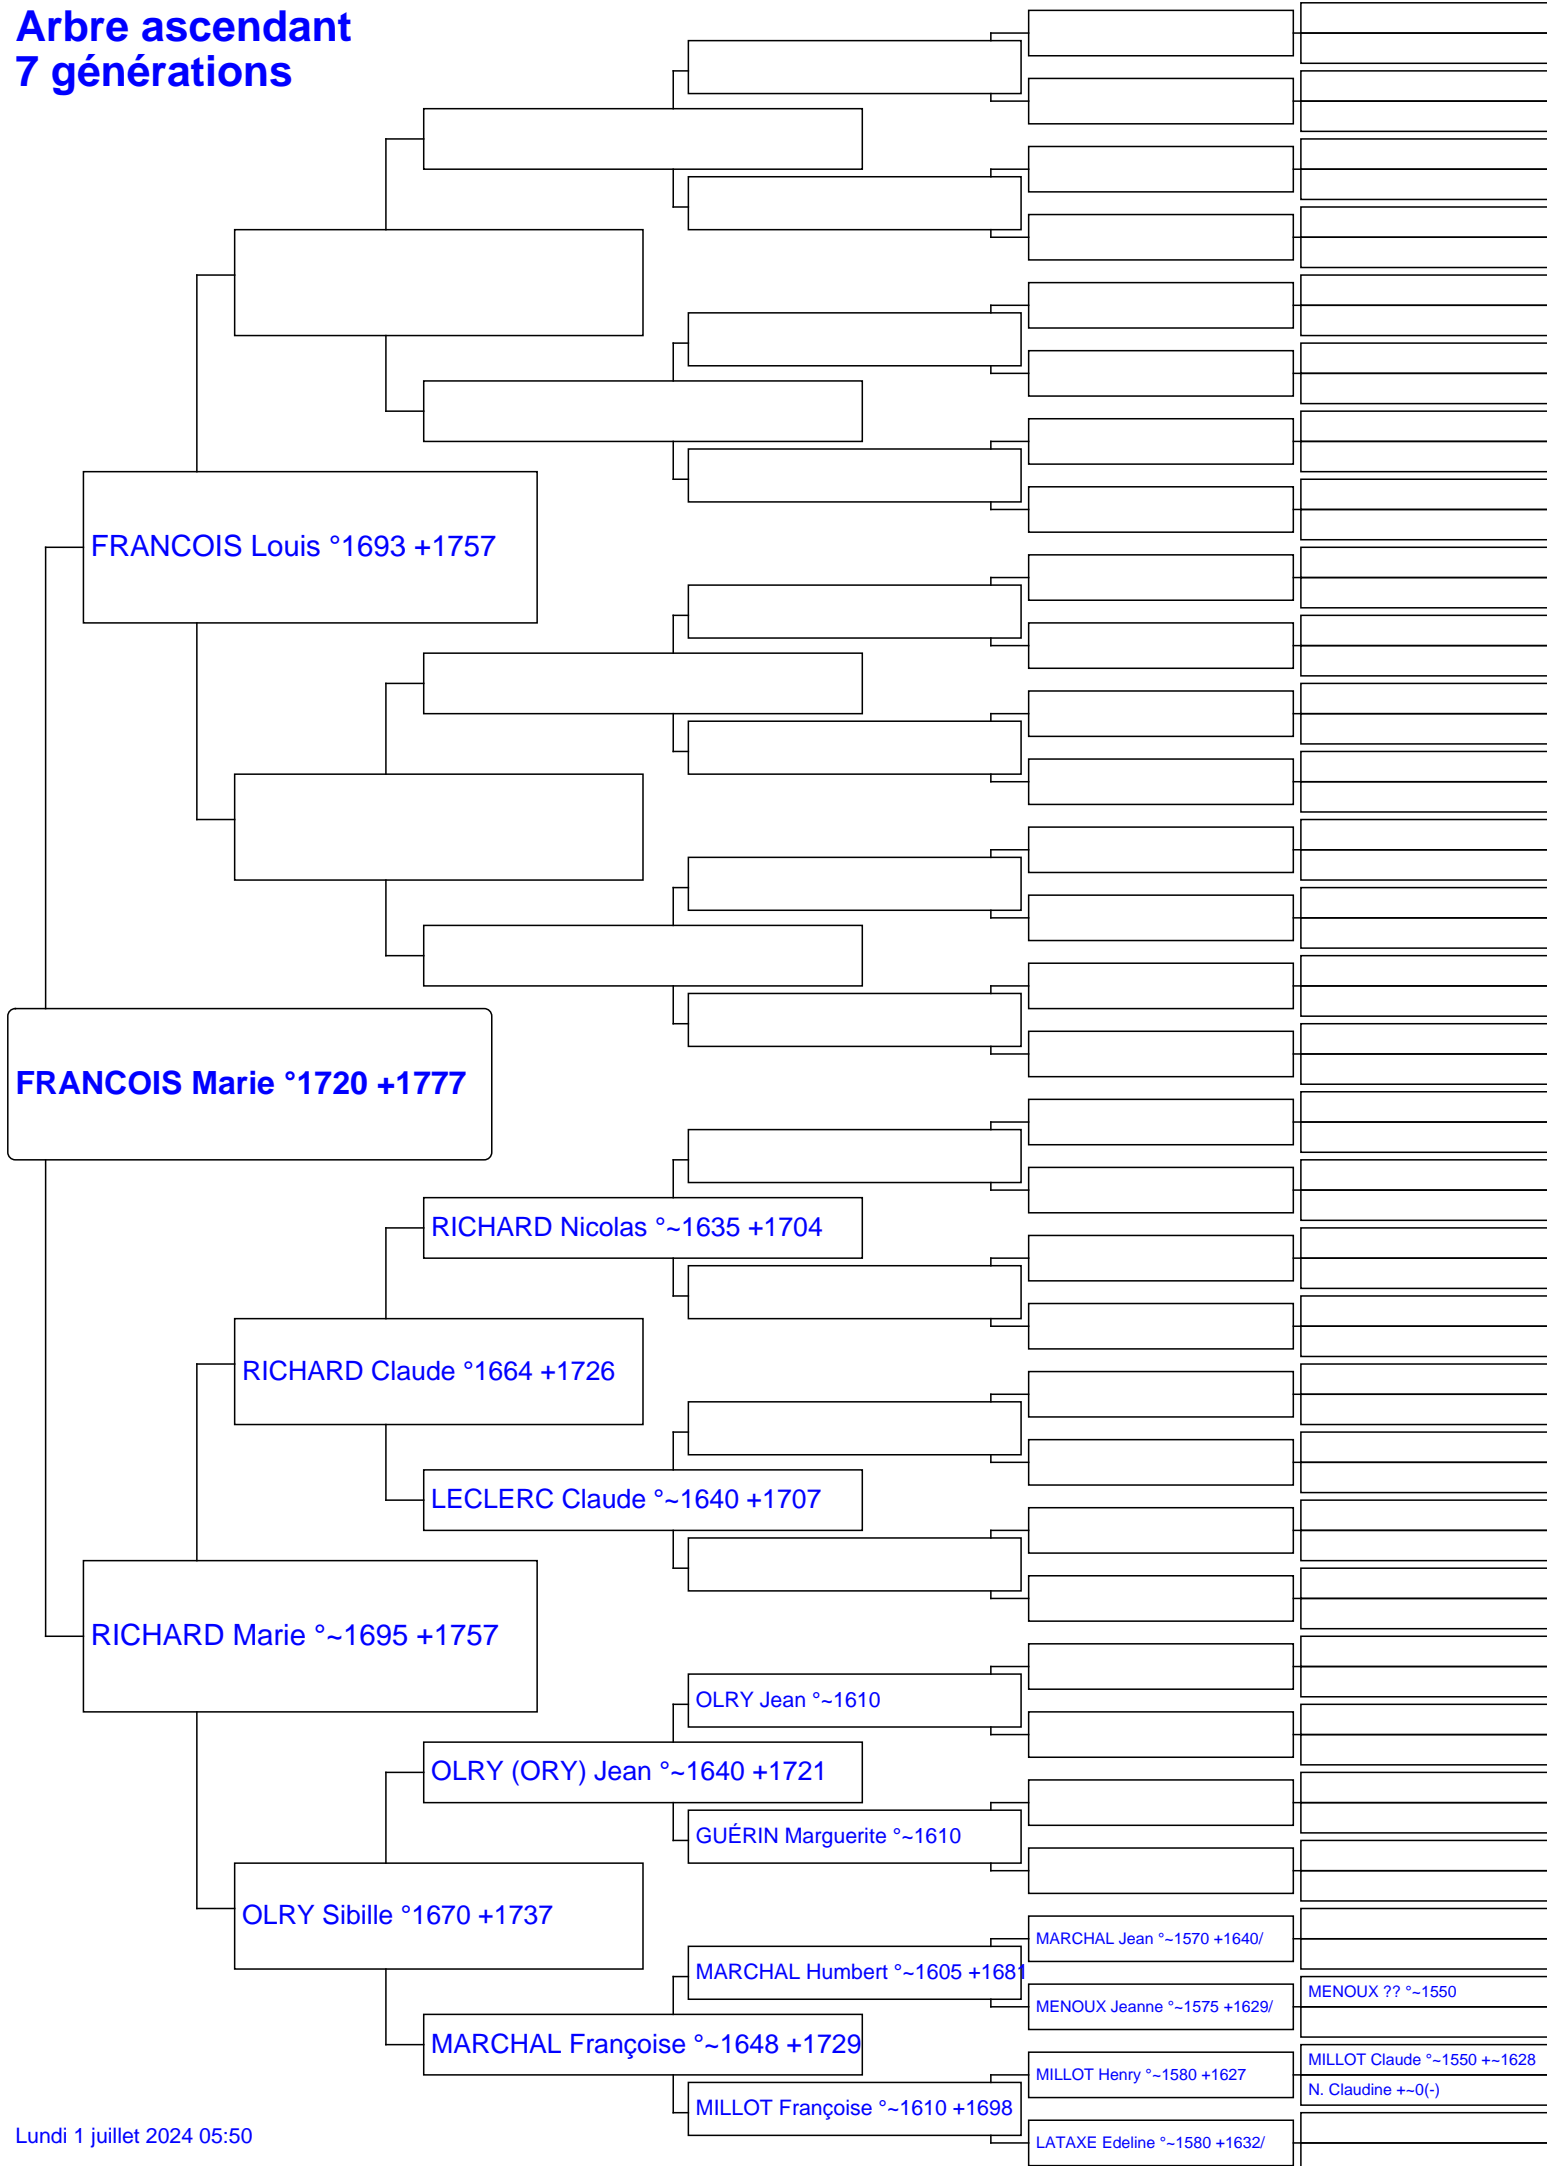 Arbre ascendant
7 générations
FRANCOIS Louis °1693 +1757
FRANCOIS Marie °1720 +1777
RICHARD Nicolas °~1635 +1704
RICHARD Claude °1664 +1726
LECLERC Claude °~1640 +1707
RICHARD Marie °~1695 +1757
OLRY Jean °~1610
OLRY (ORY) Jean °~1640 +1721
GUÉRIN Marguerite °~1610
OLRY Sibille °1670 +1737
MARCHAL Jean °~1570 +1640/
MARCHAL Humbert °~1605 +1681
MENOUX ?? °~1550
MENOUX Jeanne °~1575 +1629/
MARCHAL Françoise °~1648 +1729
MILLOT Claude °~1550 +~1628
MILLOT Henry °~1580 +1627
N. Claudine +~0(-)
MILLOT Françoise °~1610 +1698
LATAXE Edeline °~1580 +1632/
Lundi 1 juillet 2024 05:50